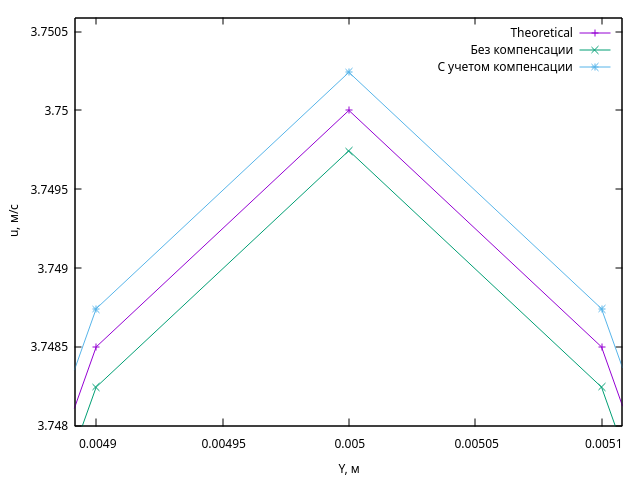 3.7505
Theoretical
Без компенсации
С учетом компенсации
3.75
3.7495
u, м/с
3.749
3.7485
3.748
0.0049
0.00495
0.005
0.00505
0.0051
Y, м